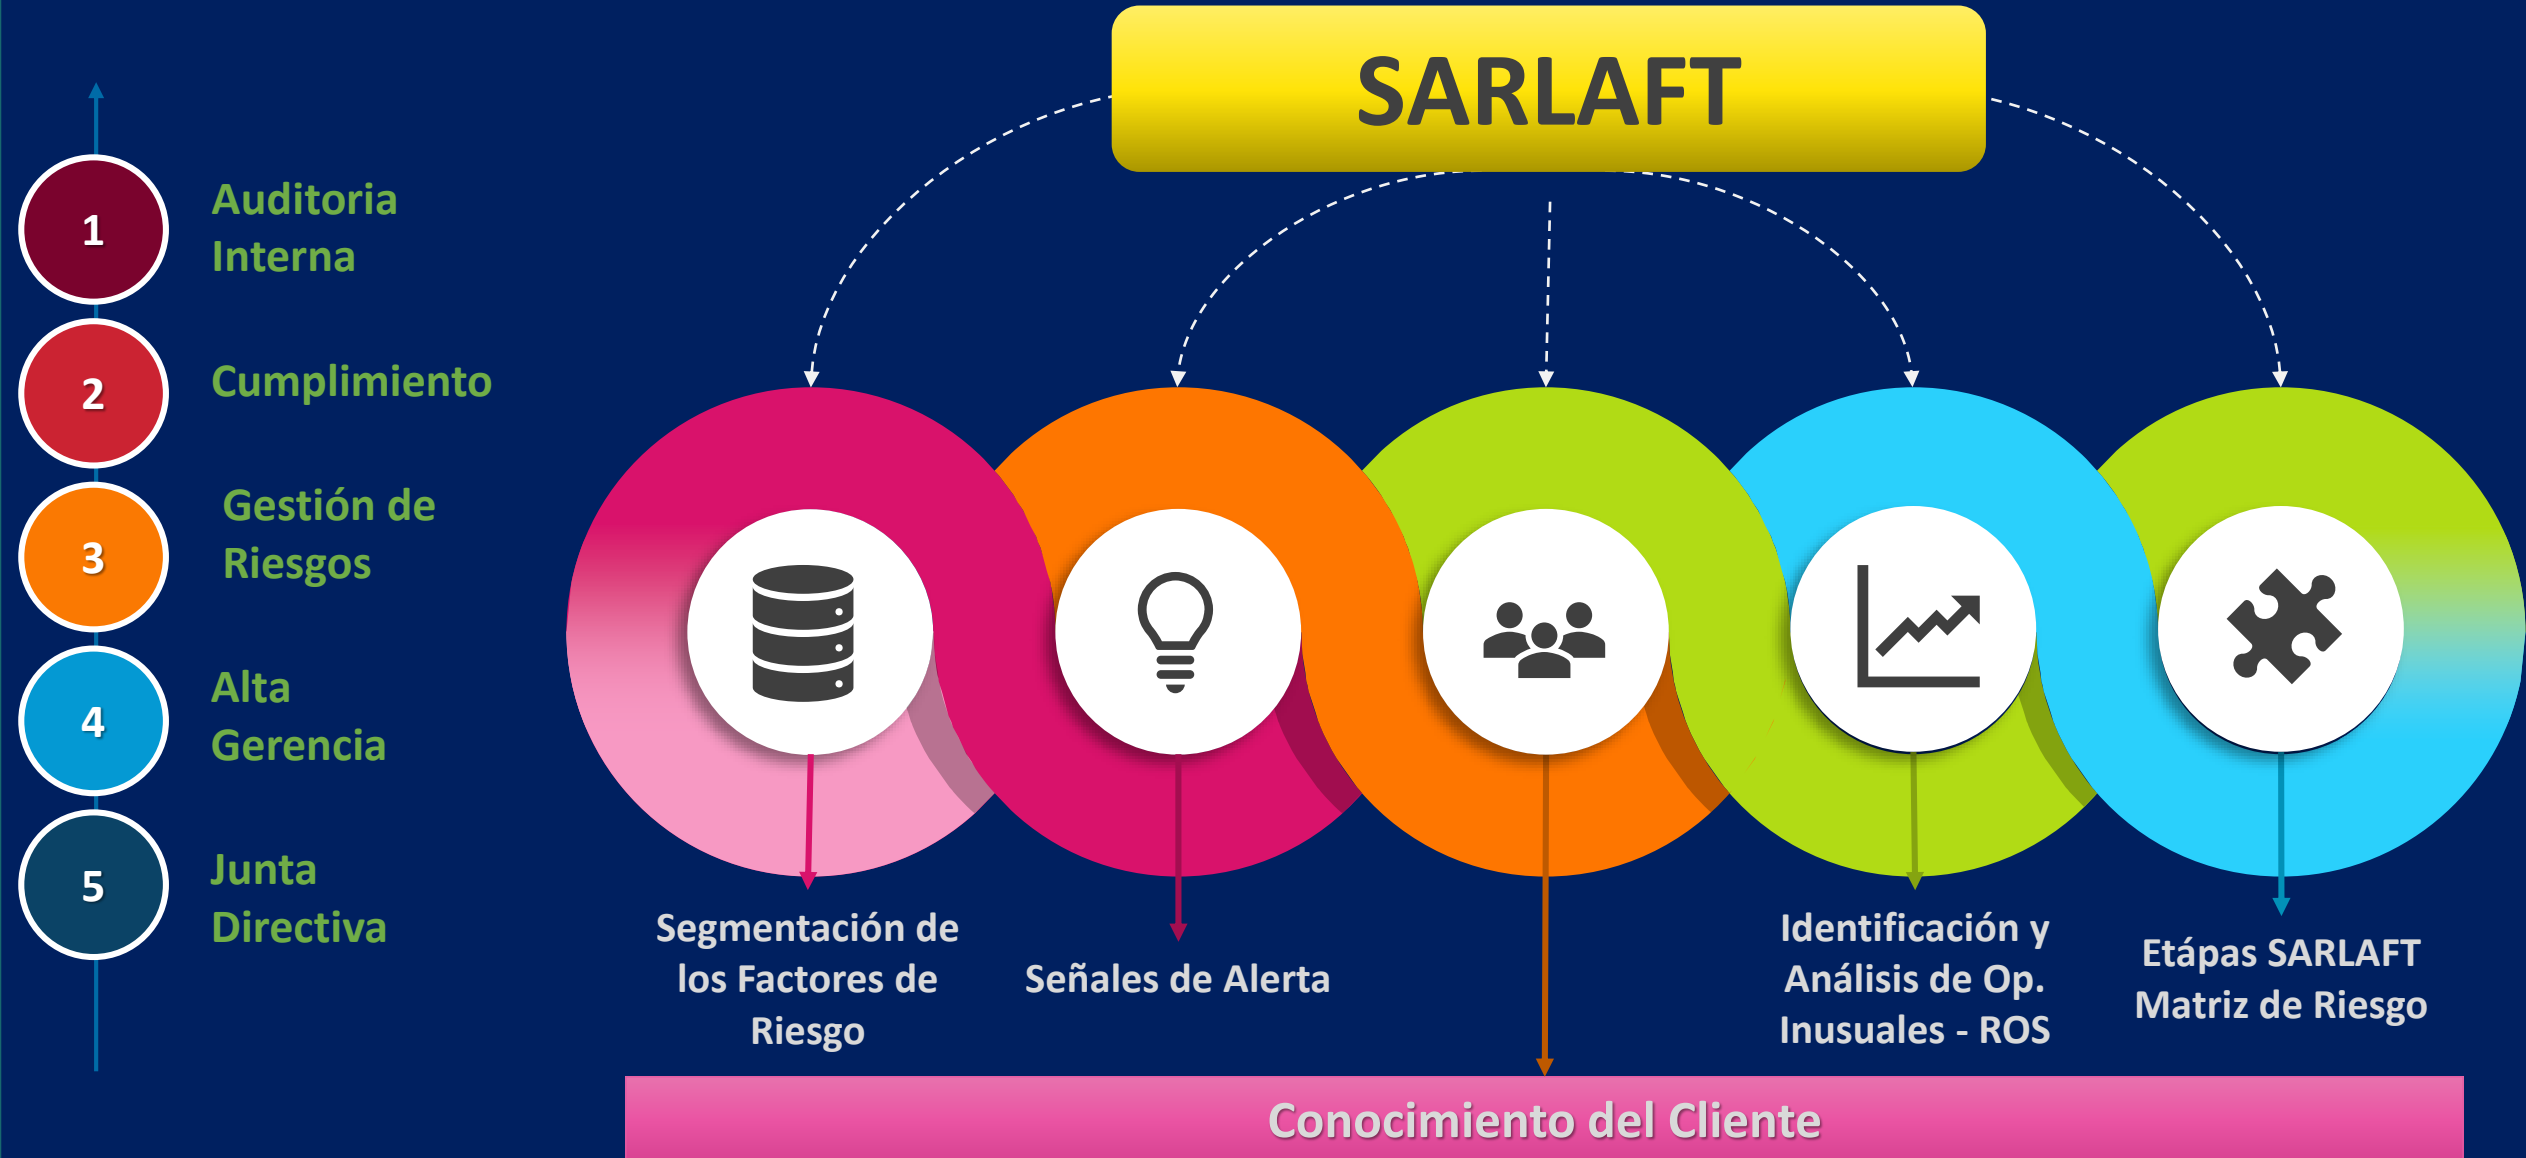 SARLAFT
1
Auditoria
Interna
2
Cumplimiento
3
Gestión de
Riesgos
4
Alta
Gerencia
5
Junta
Directiva
Segmentación de
los Factores de
Riesgo
Señales de Alerta
Identificación y
Análisis de Op.
Inusuales - ROS
Etápas SARLAFT
Matriz de Riesgo
Conocimiento del Cliente